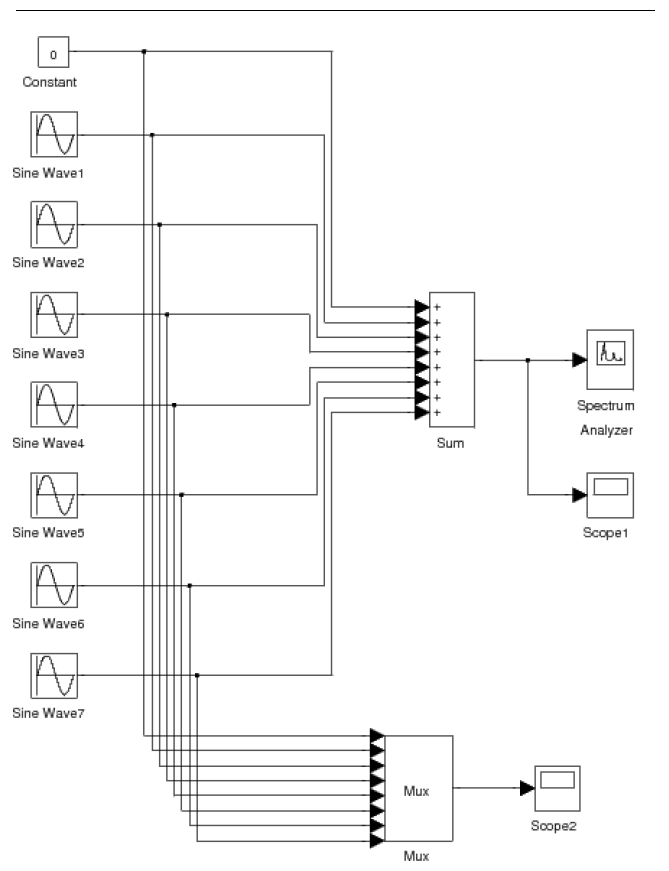 0
Constant
Sine Wave1
Sine Wave2
Sine Wave3
Sine Wave4
Sine Wave5
Sine Wave6
Sine Wave7
+
+
+
+
+
+
+
+
Sum
Spectrum
Analyzer
Scope1
Mux
Mux
Scope2